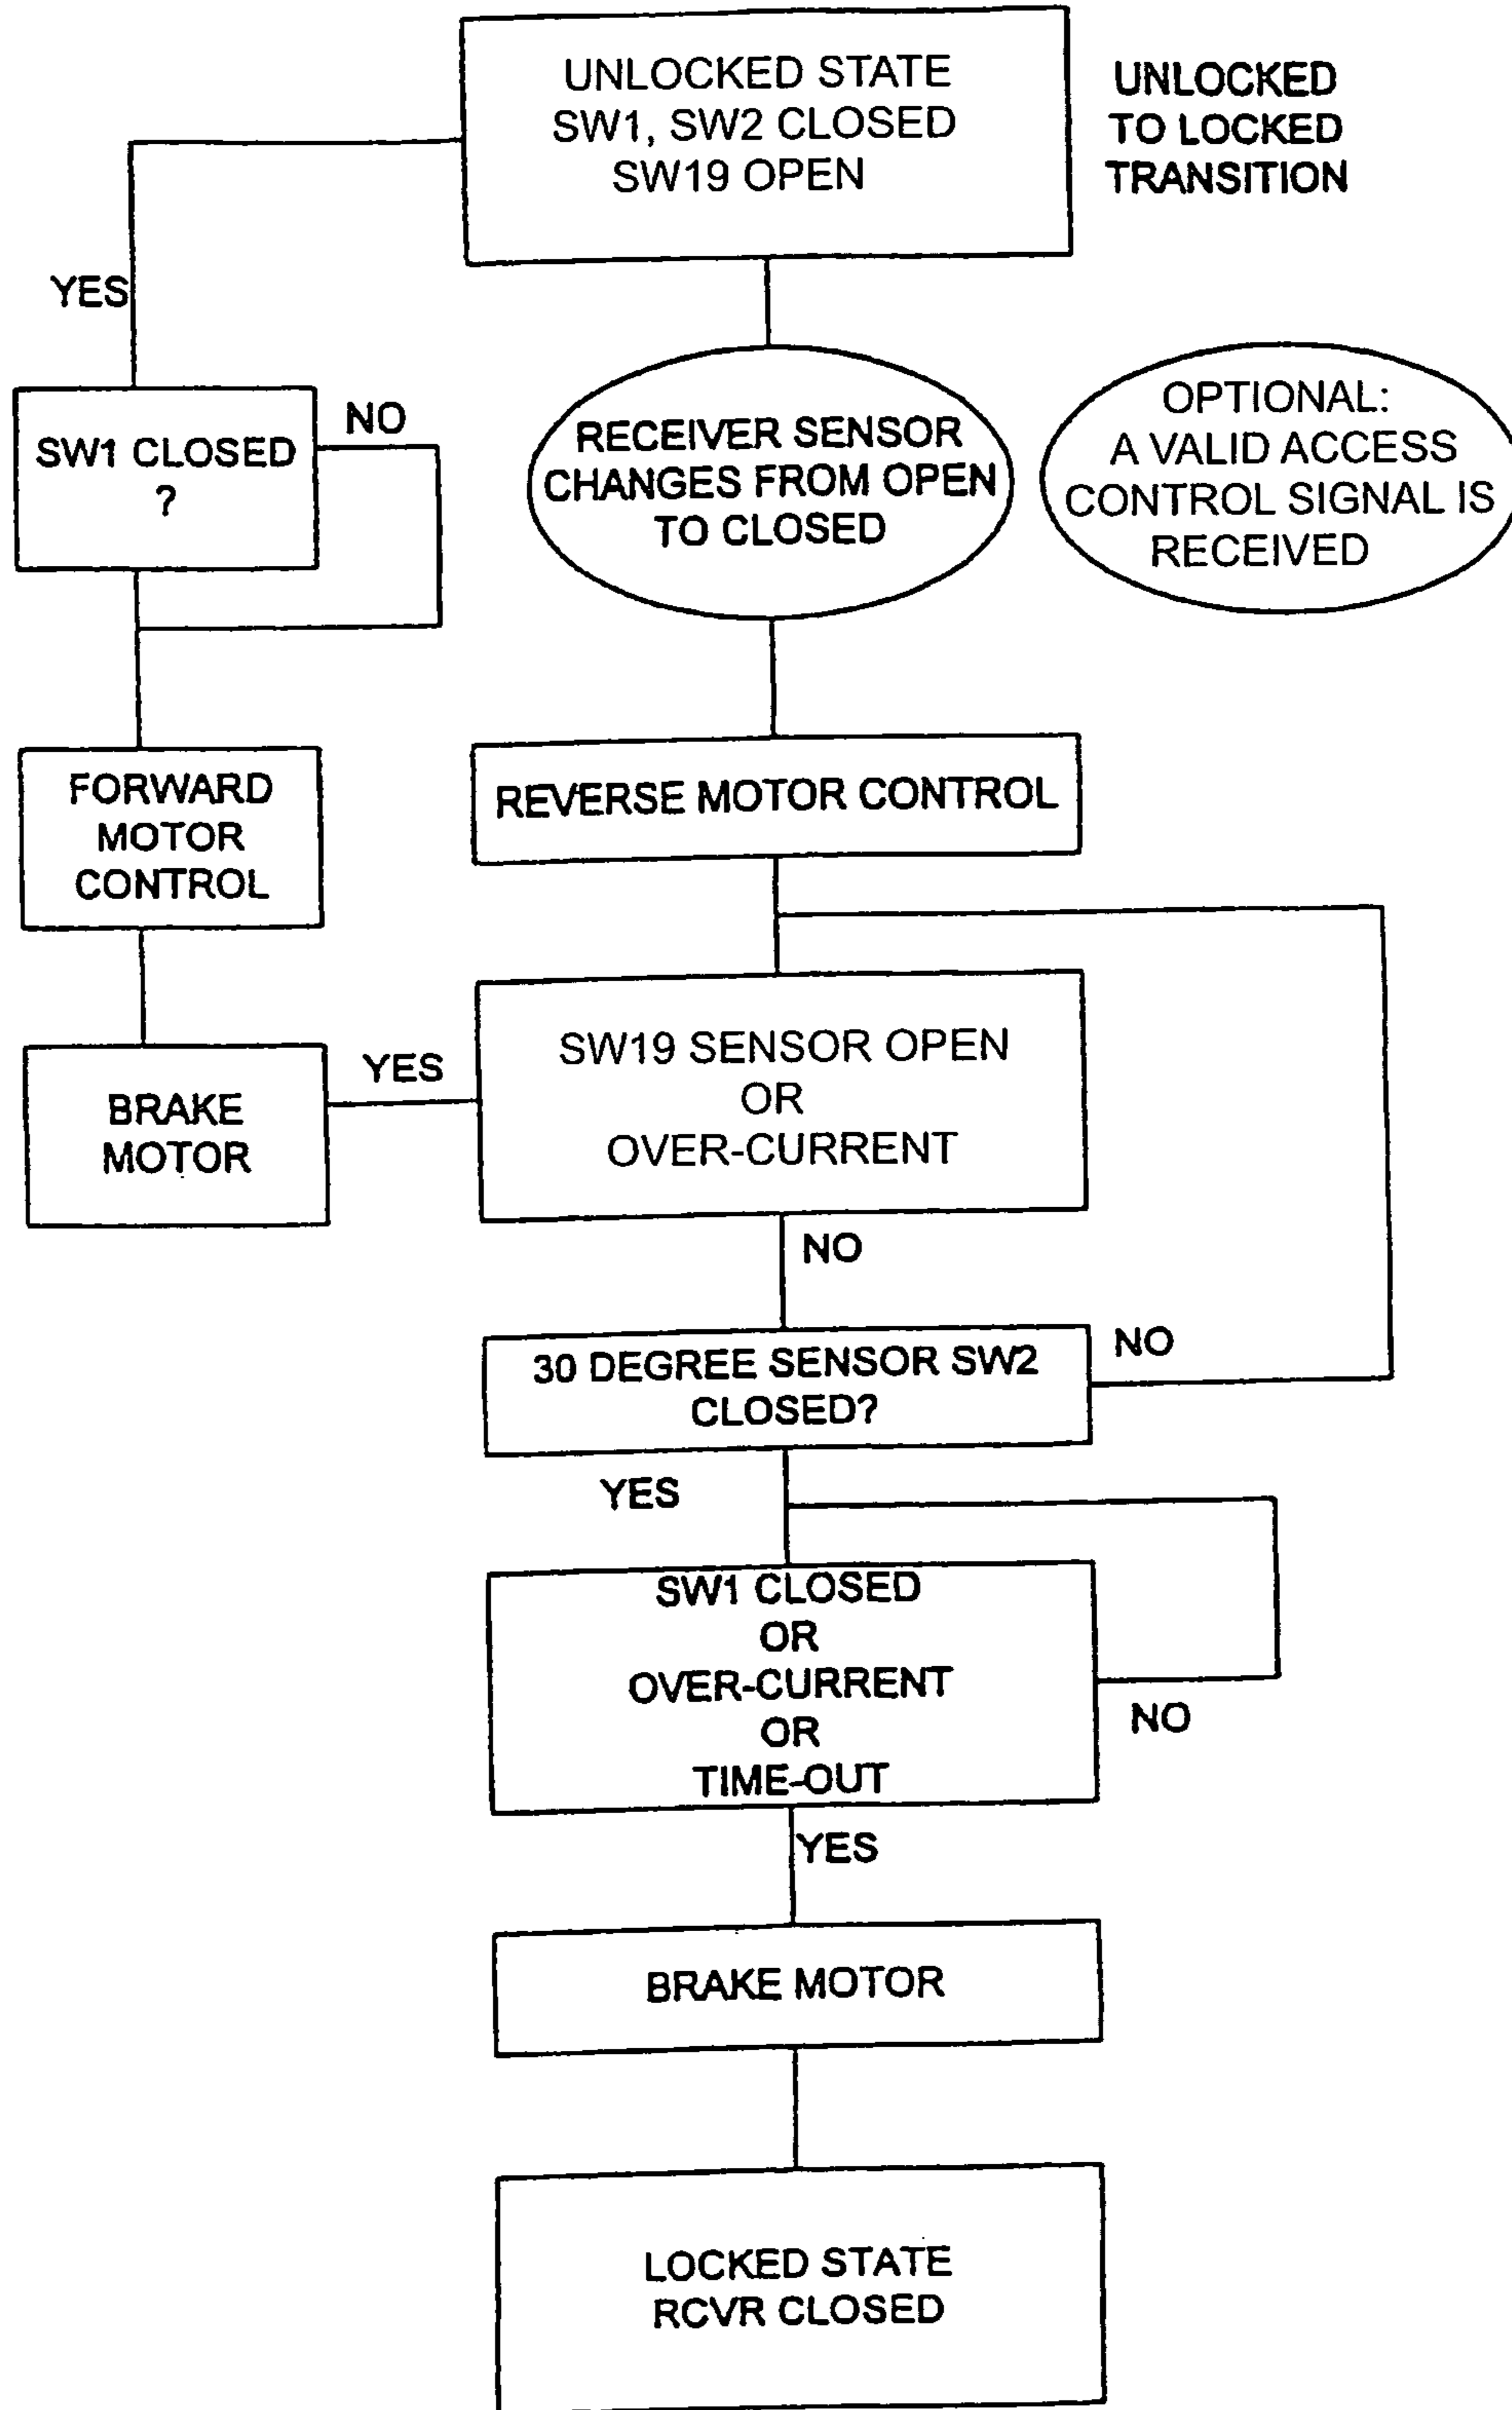 UNLOCKED STATE
SW1, SW2 CLOSED
SW19 OPEN
UNLOCKED
TO LOCKED
TRANSITION
YES
SW1 CLOSED
?
NO
RECEIVER SENSOR
CHANGES FROM OPEN
TO CLOSED
OPTIONAL:
A VALID ACCESS
CONTROL SIGNAL IS
RECEIVED
FORWARD
MOTOR
CONTROL
REVERSE MOTOR CONTROL
BRAKE
MOTOR
YES
SW19 SENSOR OPEN
OR
OVER-CURRENT
NO
30 DEGREE SENSOR SW2
CLOSED?
NO
YES
SW1 CLOSED
OR
OVER-CURRENT
OR
TIME-OUT
NO
YES
BRAKE MOTOR
LOCKED STATE
RCVR CLOSED